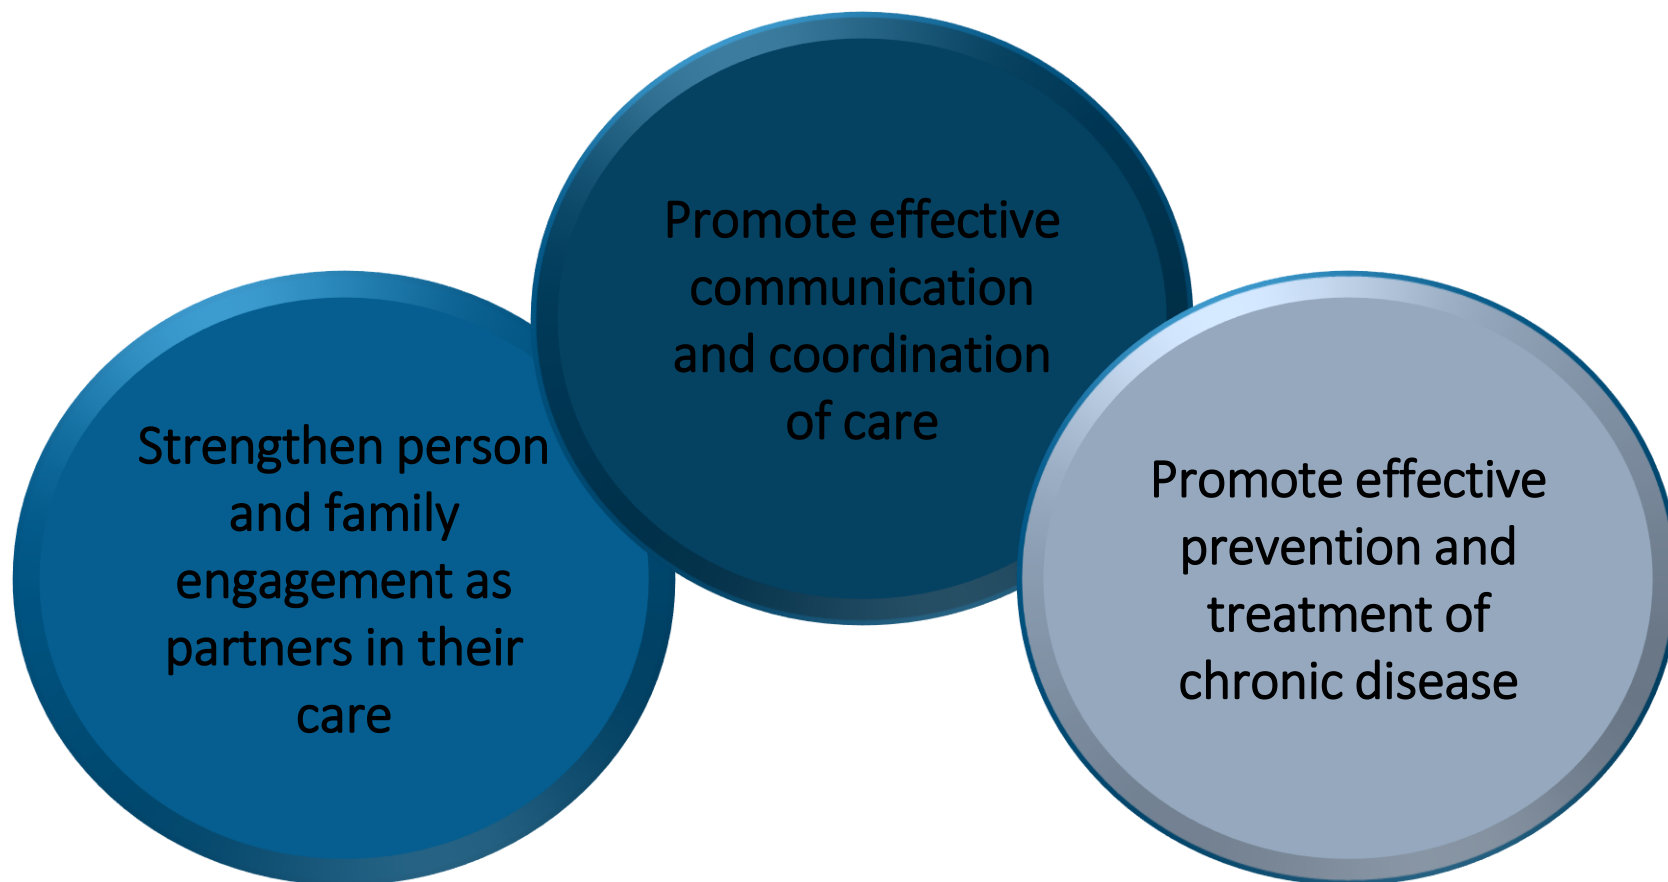 Strengthen person
and family
engagement as
partners in their
care
Promote effective
communication
and coordination
of care
Promote effective
prevention and
treatment of
chronic disease